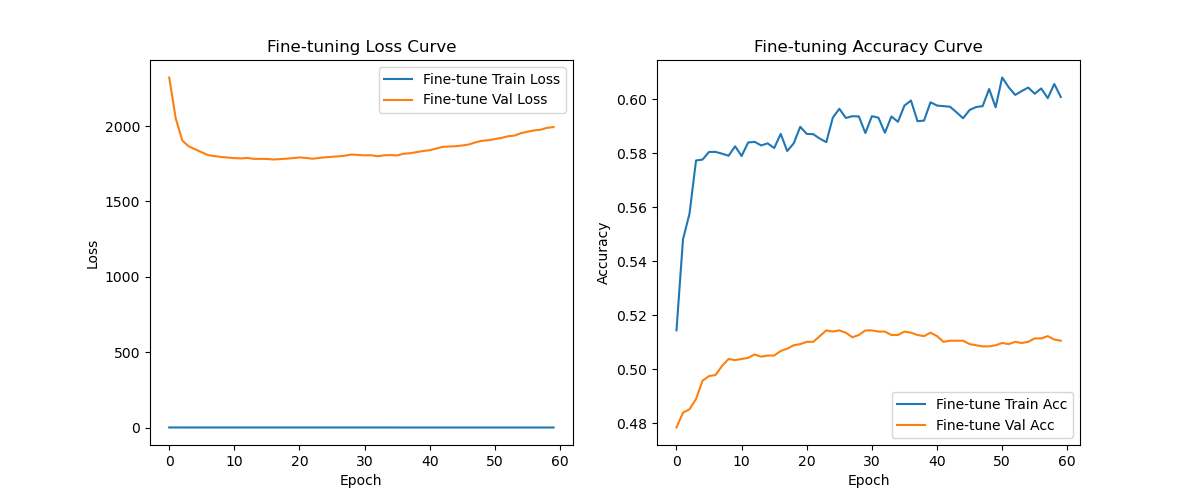 Fine-tuning Loss Curve
Fine-tune Train Loss
Fine-tune Val Loss
2000
1500
1000
500
0
Loss
0 10 20 30 40 50 60
Epoch
Fine-tuning Accuracy Curve
0.60
0.58
0.56
0.54
0.52
0.50
0.48
Accuracy
Fine-tune Train Acc
Fine-tune Val Acc
0 10 20 30 40 50 60
Epoch